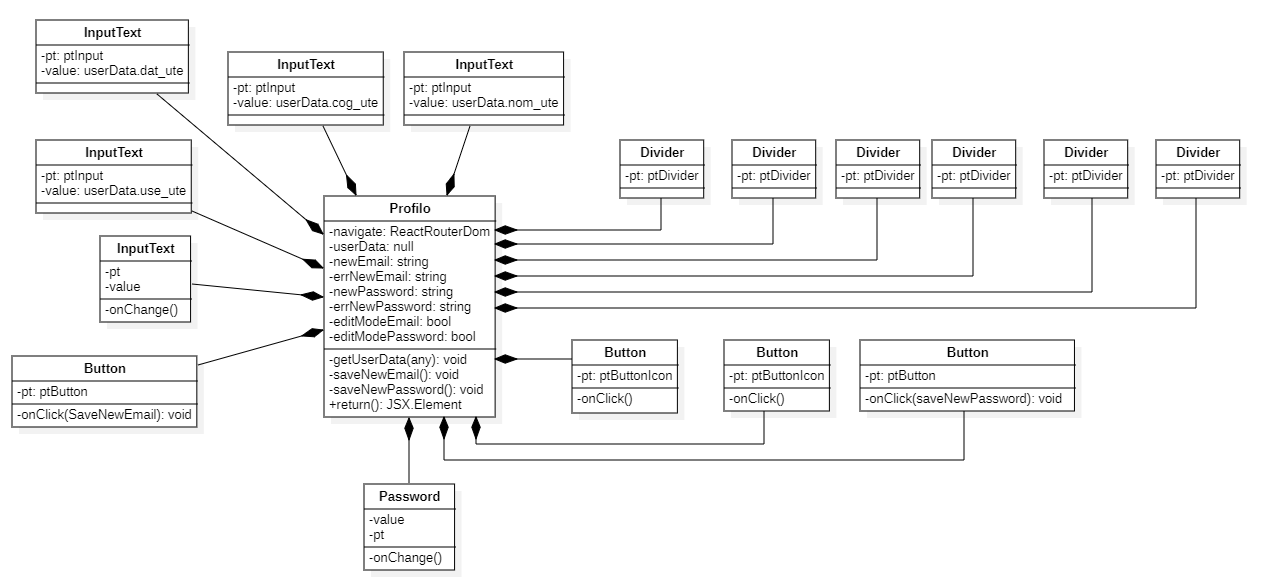 InputText
-pt: ptInput
-value: userData.dat_ute
InputText
-pt: ptInput
-value: userData.cog_ute
InputText
-pt: ptInput
-value: userData.nom_ute
InputText
-pt: ptInput
-value: userData.use_ute
Divider
-pt: ptDivider
Divider
-pt: ptDivider
Divider
-pt: ptDivider
Divider
-pt: ptDivider
Divider
-pt: ptDivider
Divider
-pt: ptDivider
Profilo
-navigate: ReactRouterDom
-userData: null
-newEmail: string
-errNewEmail: string
-newPassword: string
-errNewPassword: string
-editModeEmail: bool
-editModePassword: bool
-getUserData(any): void
-saveNewEmail(): void
-saveNewPassword(): void
+return(): JSX.Element
InputText
-pt
-value
-onChange()
Button
-pt: ptButton
-onClick(SaveNewEmail): void
Button
-pt: ptButtonIcon
-onClick()
Button
-pt: ptButtonIcon
-onClick()
Button
-pt: ptButton
-onClick(saveNewPassword): void
Password
-value
-pt
-onChange()